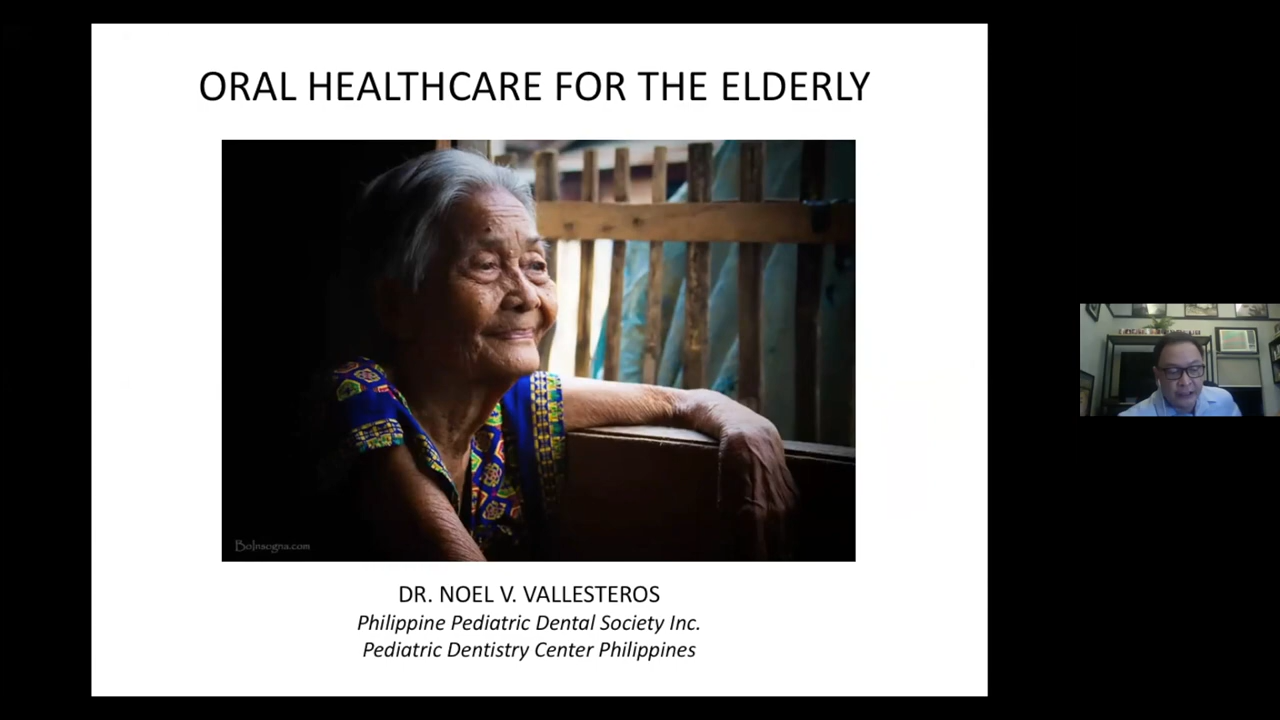 ORAL HEALTHCARE FOR THE ELDERLY
BoInsogna.com
DR. NOEL V. VALLESTEROS
Philippine Pediatric Dental Society Inc.
Pediatric Dentistry Center Philippines